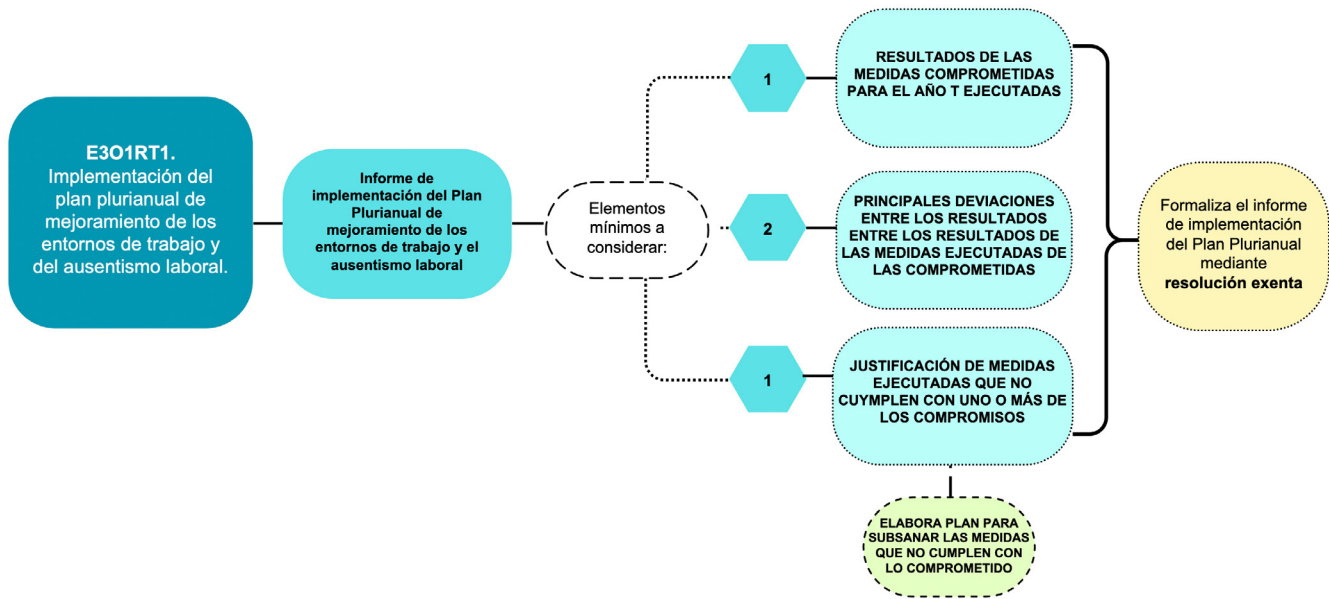 E3O1RT1.
Implementación del
plan plurianual de
mejoramiento de los
entornos de trabajo y
del ausentismo laboral.
Informe de
implementación del Plan
Plurianual de
mejoramiento de los
entornos de trabajo y el
ausentismo laboral
Elementos
mínimos a
considerar:
1
RESULTADOS DE LAS
MEDIDAS COMPROMETIDAS
PARA EL AÑO T EJECUTADAS
2
PRINCIPALES DEVIACIONES
ENTRE LOS RESULTADOS
ENTRE LOS RESULTADOS DE
LAS MEDIDAS EJECUTADAS DE
LAS COMPROMETIDAS
1
JUSTIFICACIÓN DE MEDIDAS
EJECUTADAS QUE NO
CUYMPLEN CON UNO O MÁS DE
LOS COMPROMISOS
ELABORA PLAN PARA
SUBSANAR LAS MEDIDAS
QUE NO CUMPLEN CON
LO COMPROMETIDO
Formaliza el informe
de implementación
del Plan Plurianual
mediante
resolución exenta